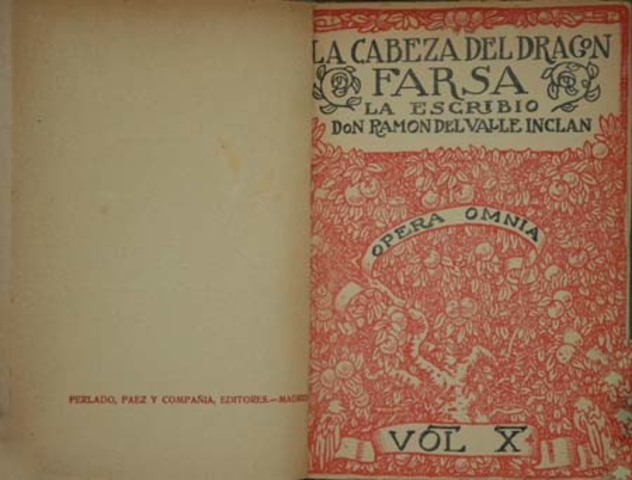 PERLADO, PAEZ Y COMPAÑIA, EDITORES.—MADRID
LA CABEZA DEL DRAGON
FARSA
LA ESCRIBIO
DON RAMON DEL VALLE INCLAN
OPERA OMNIA
VOL X